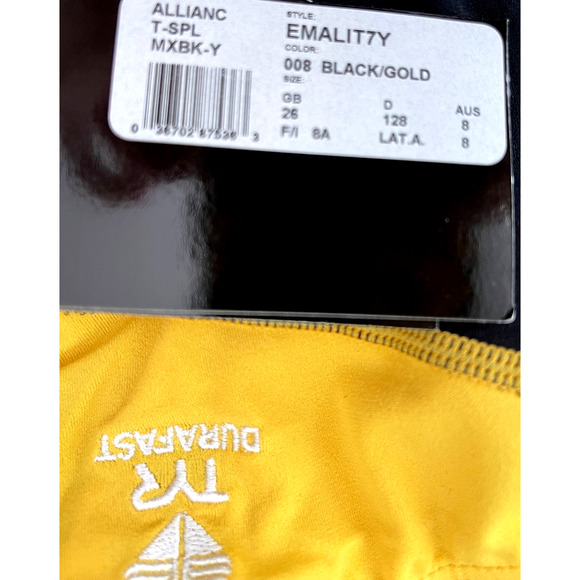 ALLIANC
T-SPL
MXBK-Y
STYLE:
EMALIT7Y
COLOR:
008 BLACK/GOLD
SIZE:
GB D AUS
26 128 8
F/I 8A LAT.A. 8
TYR
DURAFAST